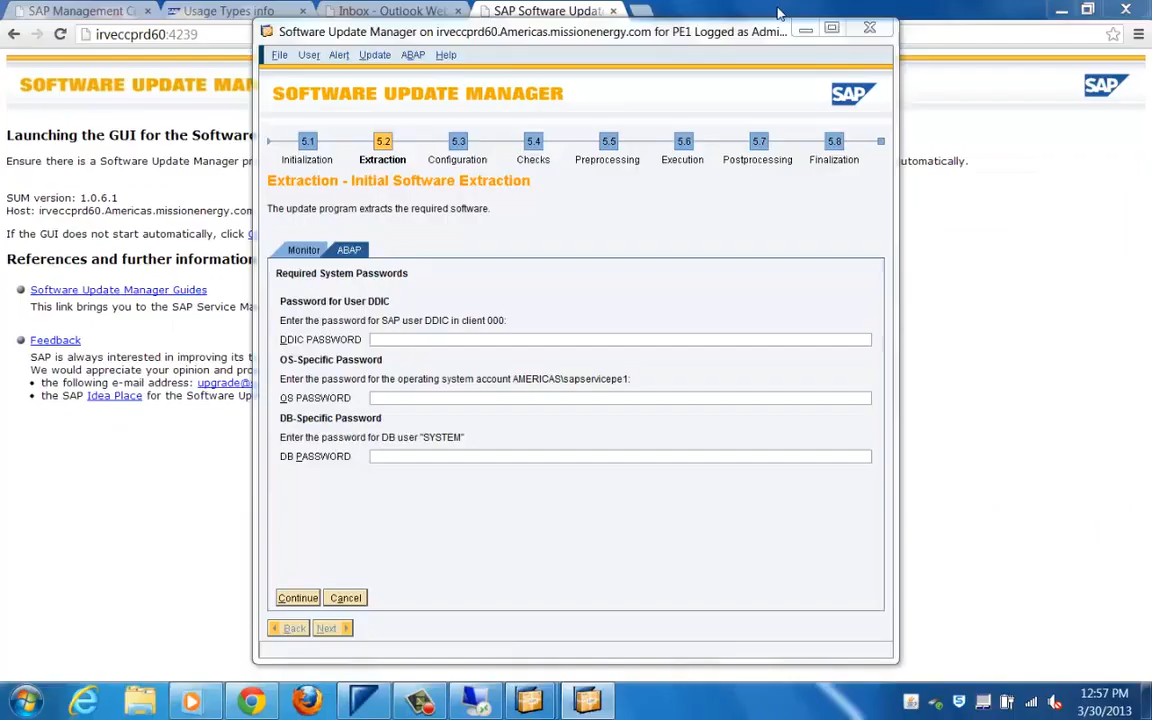 SAP Management C
Usage Types info
Inbox - Outlook We
SAP Software Upda
irveccprd60:4239
SOFTWARE UPDATE MA
SAP
Launching the GUI for the Softwar
Ensure there is a Software Update Manager pr
automatically.
SUM version: 1.0.6.1
Host: irveccprd60.Americas.missionenergy.com
If the GUI does not start automatically, click
References and further information
Software Update Manager Guides
This link brings you to the SAP Service Ma
Feedback
SAP is always interested in improving its t
We would appreciate your opinion and pro
the following e-mail address: upgrade@s
the SAP Idea Place for the Software Up
Software Update Manager on irveccprd60.Americas.missionenergy.com for PE1 Logged as Admi...
File User Alert Update ABAP Help
SOFTWARE UPDATE MANAGER
SAP
5.1 5.2 5.3 5.4 5.5 5.6 5.7 5.8
Initialization Extraction Configuration Checks Preprocessing Execution Postprocessing Finalization
Extraction - Initial Software Extraction
The update program extracts the required software.
Monitor ABAP
Required System Passwords
Password for User DDIC
Enter the password for SAP user DDIC in client 000:
DDIC PASSWORD
OS-Specific Password
Enter the password for the operating system account AMERICAS\sapservicepe1:
OS PASSWORD
DB-Specific Password
Enter the password for DB user "SYSTEM"
DB PASSWORD
Continue Cancel
Back Next
12:57 PM
3/30/2013